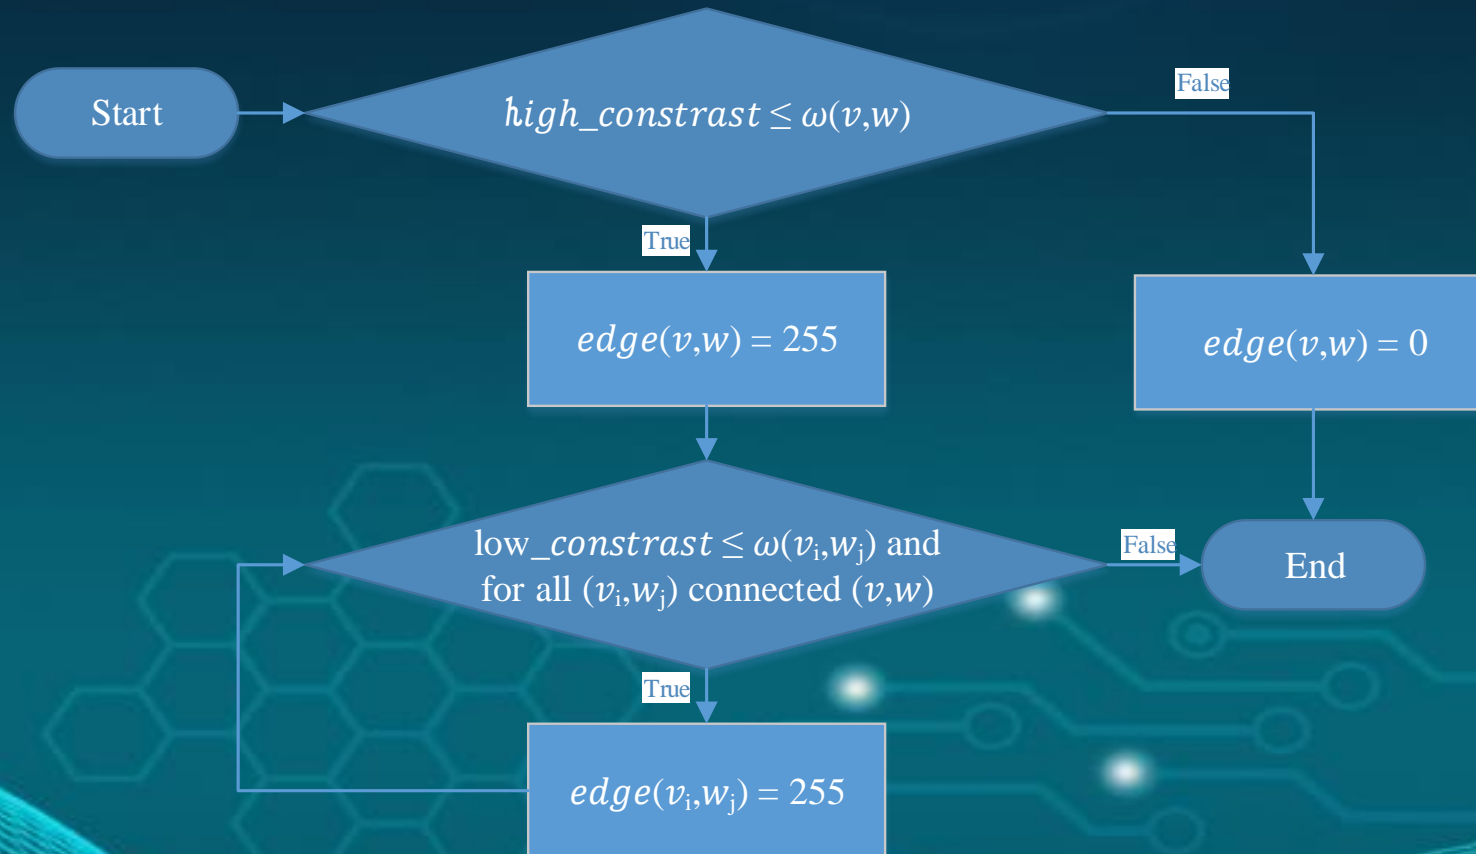 Start
high_constrast ≤ ω(v,w)
False
True
edge(v,w) = 255
edge(v,w) = 0
low_constrast ≤ ω(vᵢ,wⱼ) and
for all (vᵢ,wⱼ) connected (v,w)
False
End
True
edge(vᵢ,wⱼ) = 255